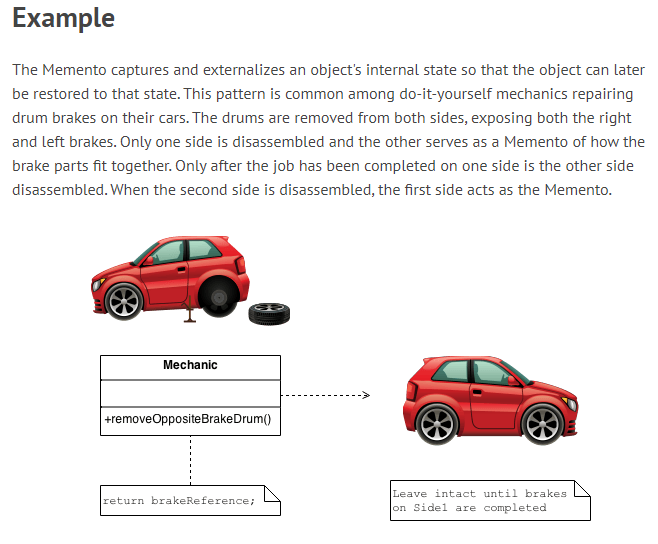 Example
The Memento captures and externalizes an object's internal state so that the object can later
be restored to that state. This pattern is common among do-it-yourself mechanics repairing
drum brakes on their cars. The drums are removed from both sides, exposing both the right
and left brakes. Only one side is disassembled and the other serves as a Memento of how the
brake parts fit together. Only after the job has been completed on one side is the other side
disassembled. When the second side is disassembled, the first side acts as the Memento.
Mechanic
+removeOppositeBrakeDrum()
return brakeReference;
Leave intact until brakes
on Side1 are completed